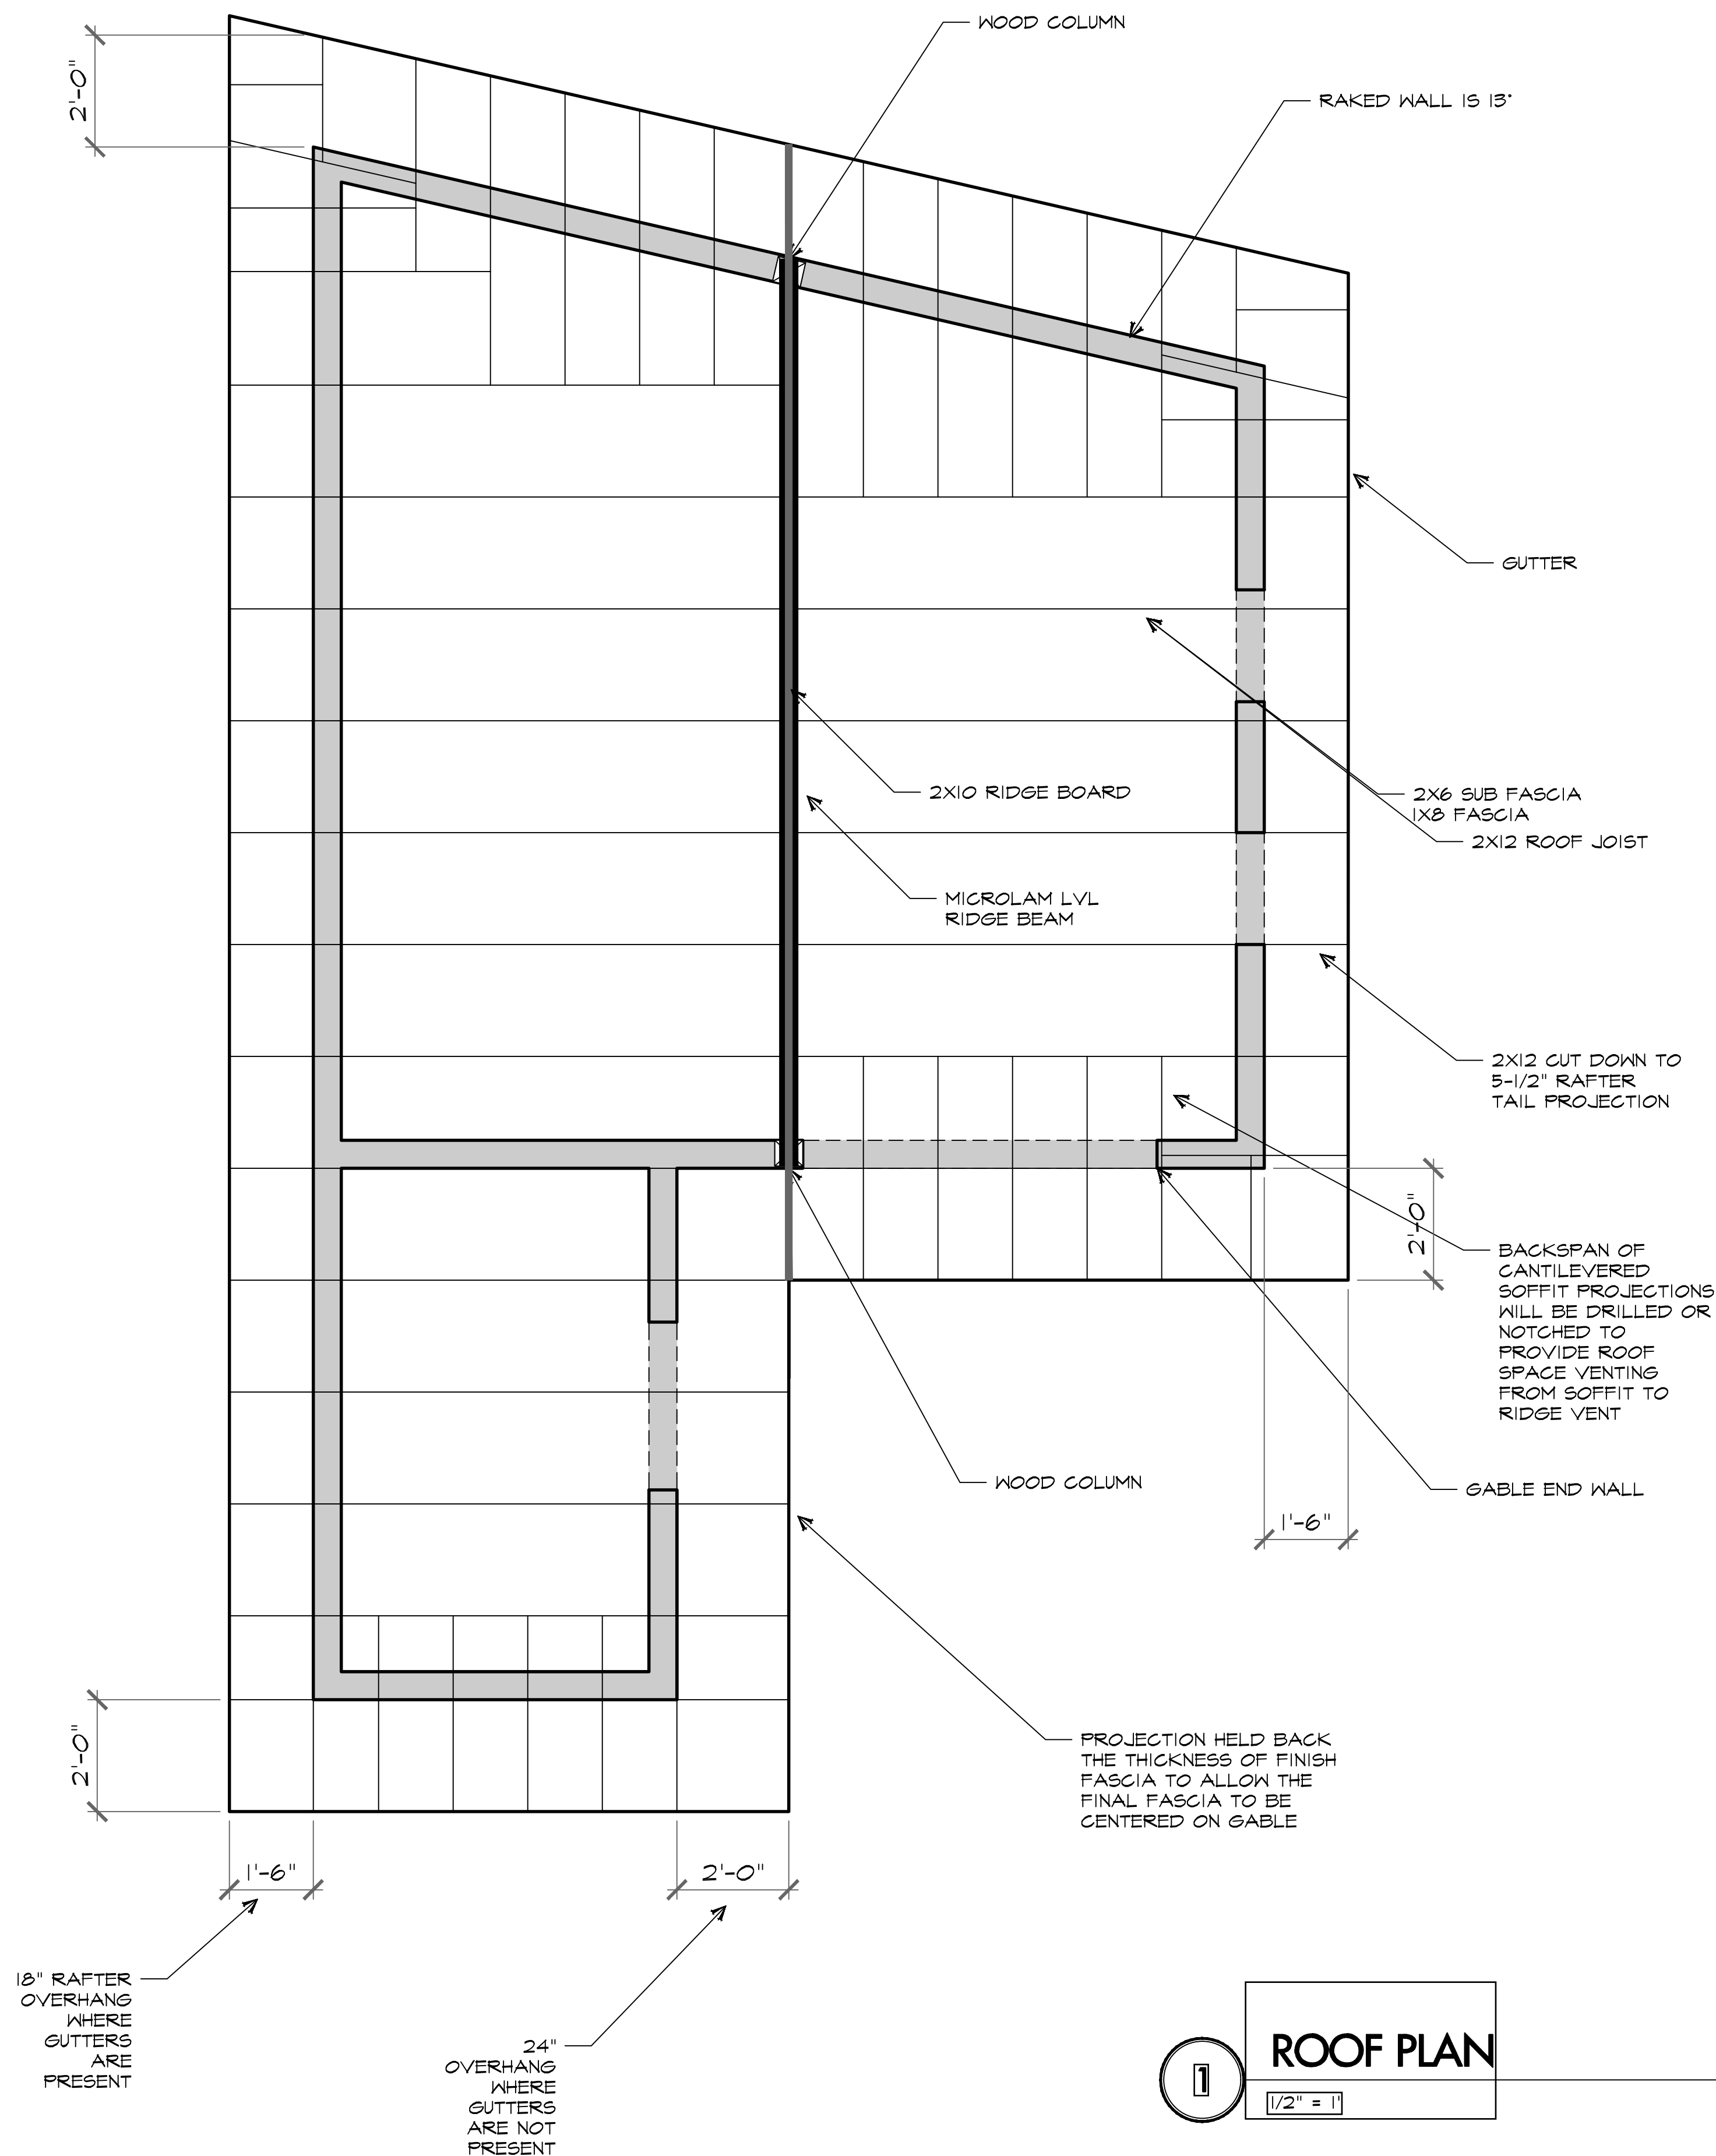 WOOD COLUMN
2'-0"
RAKED WALL IS 13°
GUTTER
2X10 RIDGE BOARD
2X6 SUB FASCIA
1X8 FASCIA
2X12 ROOF JOIST
MICROLAM LVL
RIDGE BEAM
2X12 CUT DOWN TO
5-1/2" RAFTER
TAIL PROJECTION
2'-0"
BACKSPAN OF
CANTILEVERED
SOFFIT PROJECTIONS
WILL BE DRILLED OR
NOTCHED TO
PROVIDE ROOF
SPACE VENTING
FROM SOFFIT TO
RIDGE VENT
WOOD COLUMN
GABLE END WALL
1'-6"
2'-0"
PROJECTION HELD BACK
THE THICKNESS OF FINISH
FASCIA TO ALLOW THE
FINAL FASCIA TO BE
CENTERED ON GABLE
1'-6"
2'-0"
18" RAFTER
OVERHANG
WHERE
GUTTERS
ARE
PRESENT
24"
OVERHANG
WHERE
GUTTERS
ARE NOT
PRESENT
1
ROOF PLAN
1/2" = 1'